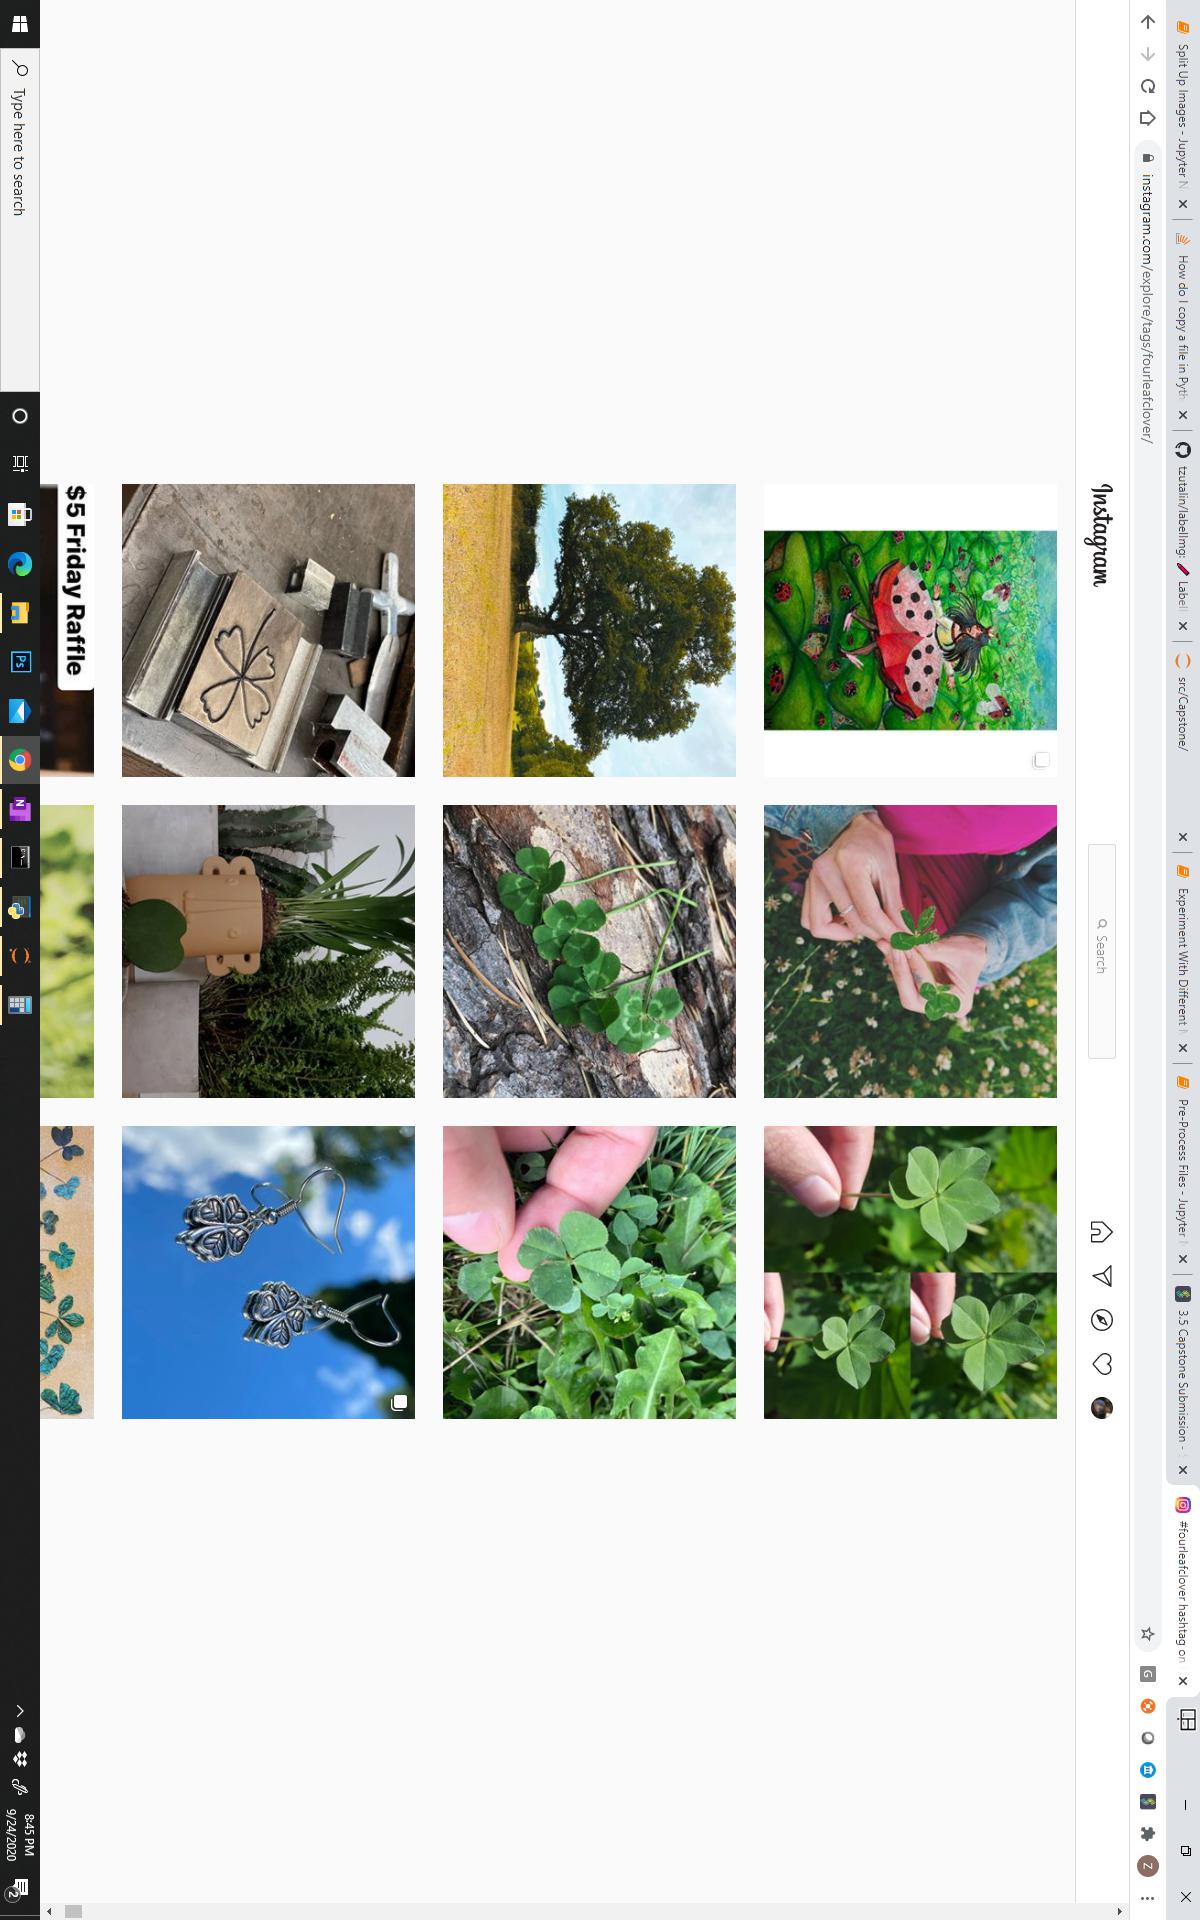 Split Up Images - Jupyter N
How do I copy a file in Pyth
tzutalin/labelImg: Label
src/Capstone/
Experiment With Different
Pre-Process Files - Jupyter
3.5 Capstone Submission -
#fourleafclover hashtag on
instagram.com/explore/tags/fourleafclover/
G
Z
Instagram
Search
$5 Friday Raffle
Type here to search
Ps
N
8:45 PM
9/24/2020
2